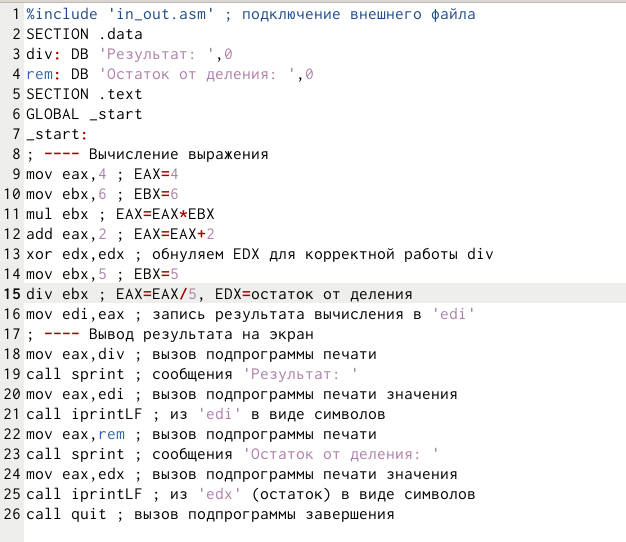 1 %include 'in_out.asm' ; подключение внешнего файла
2 SECTION .data
3 div: DB 'Результат: ',0
4 rem: DB 'Остаток от деления: ',0
5 SECTION .text
6 GLOBAL _start
7 _start:
8 ; ---- Вычисление выражения
9 mov eax,4 ; EAX=4
10 mov ebx,6 ; EBX=6
11 mul ebx ; EAX=EAX*EBX
12 add eax,2 ; EAX=EAX+2
13 xor edx,edx ; обнуляем EDX для корректной работы div
14 mov ebx,5 ; EBX=5
15 div ebx ; EAX=EAX/5, EDX=остаток от деления
16 mov edi,eax ; запись результата вычисления в 'edi'
17 ; ---- Вывод результата на экран
18 mov eax,div ; вызов подпрограммы печати
19 call sprint ; сообщения 'Результат: '
20 mov eax,edi ; вызов подпрограммы печати значения
21 call iprintLF ; из 'edi' в виде символов
22 mov eax,rem ; вызов подпрограммы печати
23 call sprint ; сообщения 'Остаток от деления: '
24 mov eax,edx ; вызов подпрограммы печати значения
25 call iprintLF ; из 'edx' (остаток) в виде символов
26 call quit ; вызов подпрограммы завершения